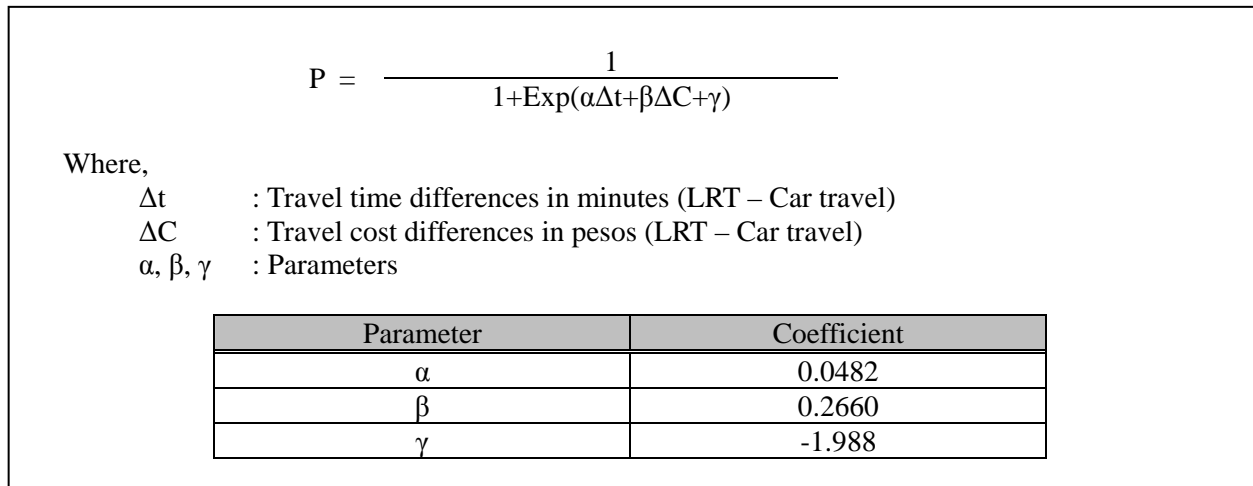 1
P =
1+Exp(αΔt+βΔC+γ)
Where,
Δt : Travel time differences in minutes (LRT – Car travel)
ΔC : Travel cost differences in pesos (LRT – Car travel)
α, β, γ : Parameters
Parameter Coefficient
α 0.0482
β 0.2660
γ -1.988